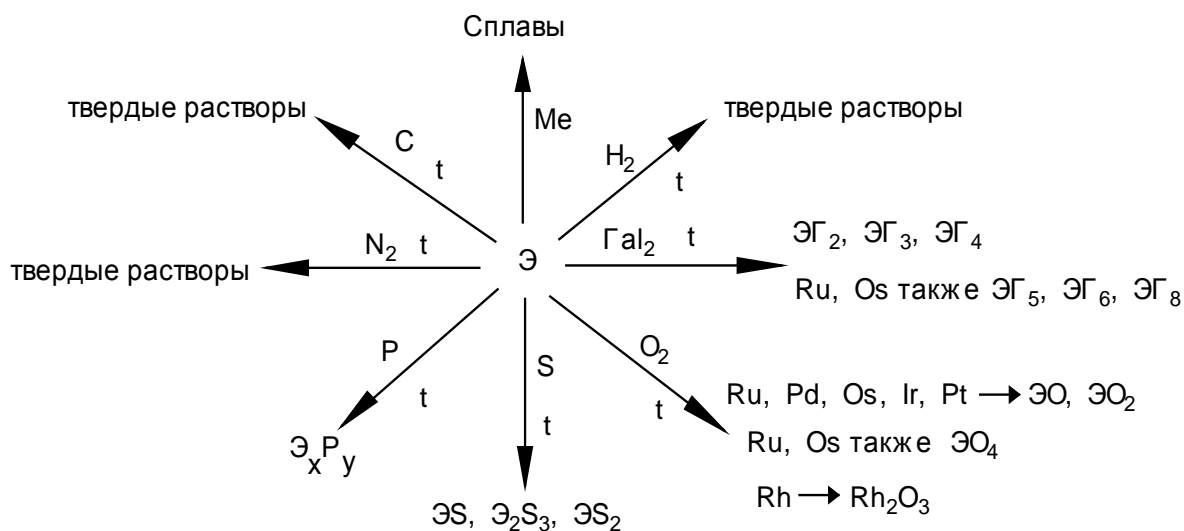 Сплавы
твердые растворы
Me
твердые растворы
C
t
H₂
t
N₂ t
Э
Гal₂ t
ЭГ₂, ЭГ₃, ЭГ₄
твердые растворы
Ru, Os также ЭГ₅, ЭГ₆, ЭГ₈
P
t
S
t
O₂
t
Ru, Pd, Os, Ir, Pt → ЭО, ЭО₂
ЭₓPᵧ
Ru, Os также ЭО₄
ЭS, Э₂S₃, ЭS₂
Rh → Rh₂O₃